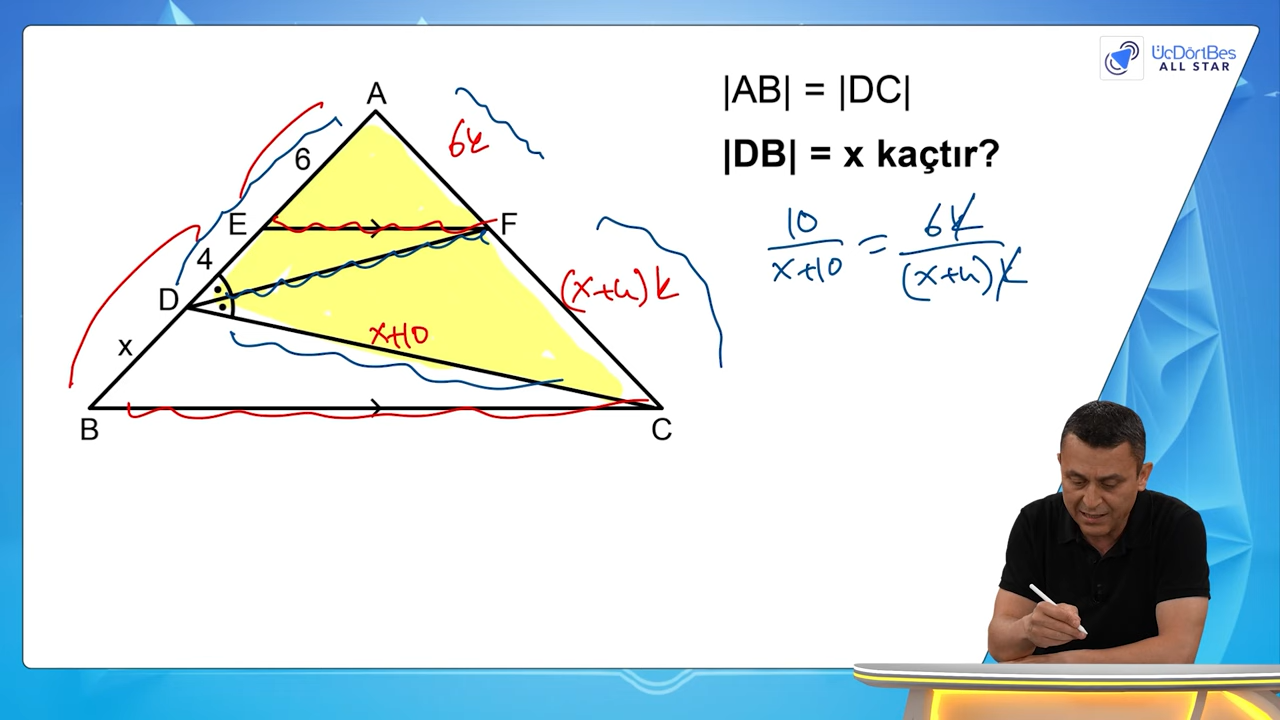 ÜçDörtBeş
ALL STAR
|AB| = |DC|
|DB| = x kaçtır?
10/x+10 = 6k/(x+4)k
A
6
6k
E
F
4
D
(x+4)k
x+10
x
B
C